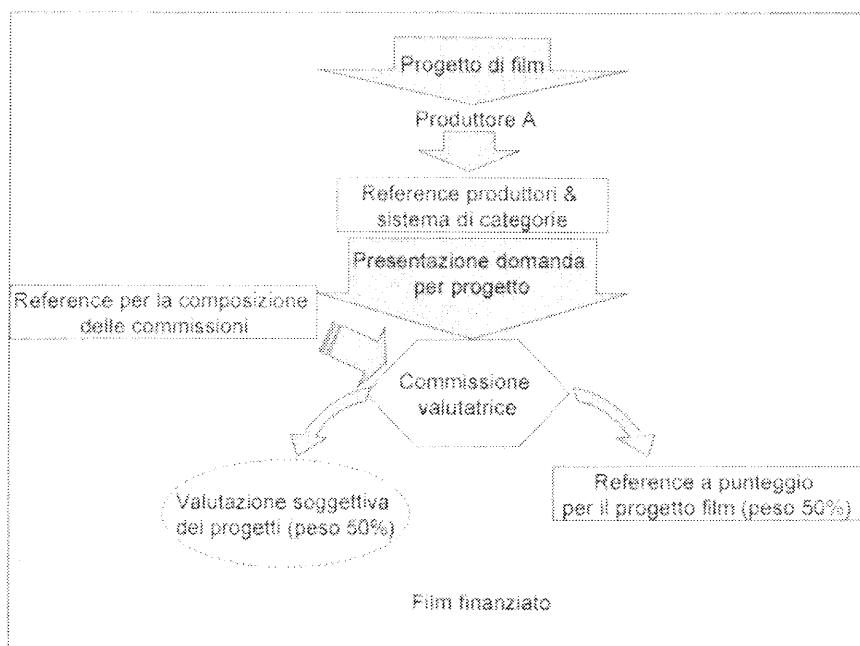 Progetto di film
Produttore A
Reference produttori &
sistema di categorie
Presentazione domanda
per progetto
Reference per la composizione
delle commissioni
Commissione
valutatrice
Valutazione soggettiva
dei progetti (peso 50%)
Reference a punteggio
per il progetto film (peso 50%)
Film finanziato